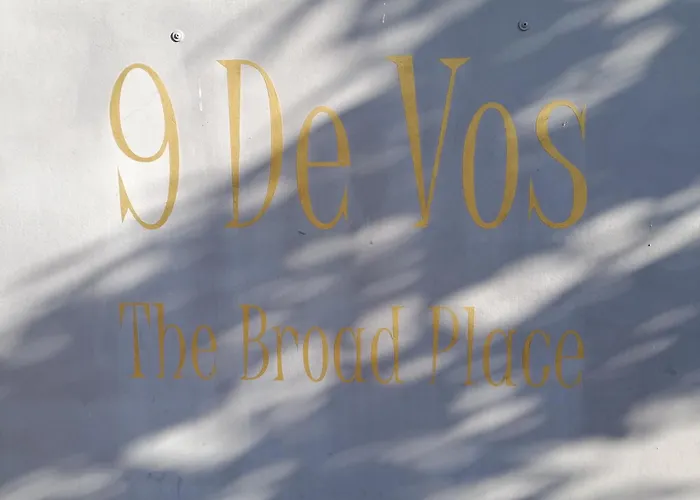 9 De Vos
The Broad Place